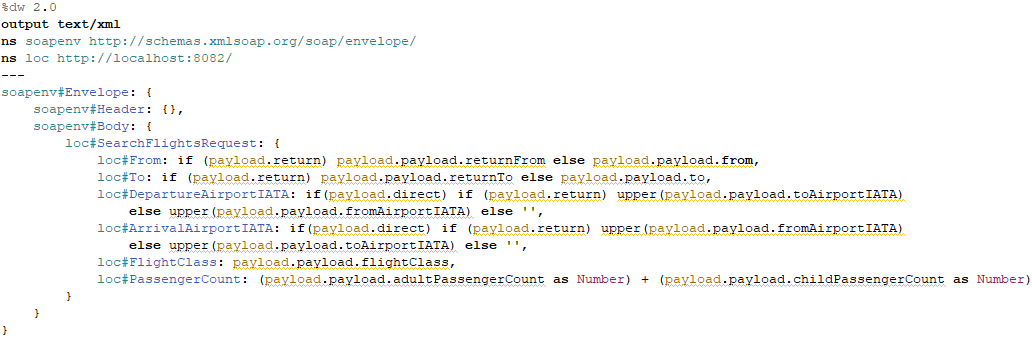 %dw 2.0
output text/xml
ns soapenv http://schemas.xmlsoap.org/soap/envelope/
ns loc http://localhost:8082/
---
soapenv#Envelope: {
    soapenv#Header: {},
    soapenv#Body: {
        loc#SearchFlightsRequest: {
            loc#From: if (payload.return) payload.payload.returnFrom else payload.payload.from,
            loc#To: if (payload.return) payload.payload.returnTo else payload.payload.to,
            loc#DepartureAirportIATA: if(payload.direct) if (payload.return) upper(payload.payload.toAirportIATA)
                else upper(payload.payload.fromAirportIATA) else '',
            loc#ArrivalAirportIATA: if(payload.direct) if (payload.return) upper(payload.payload.fromAirportIATA)
                else upper(payload.payload.toAirportIATA) else '',
            loc#FlightClass: payload.payload.flightClass,
            loc#PassengerCount: (payload.payload.adultPassengerCount as Number) + (payload.payload.childPassengerCount as Number)
        }
    }
}